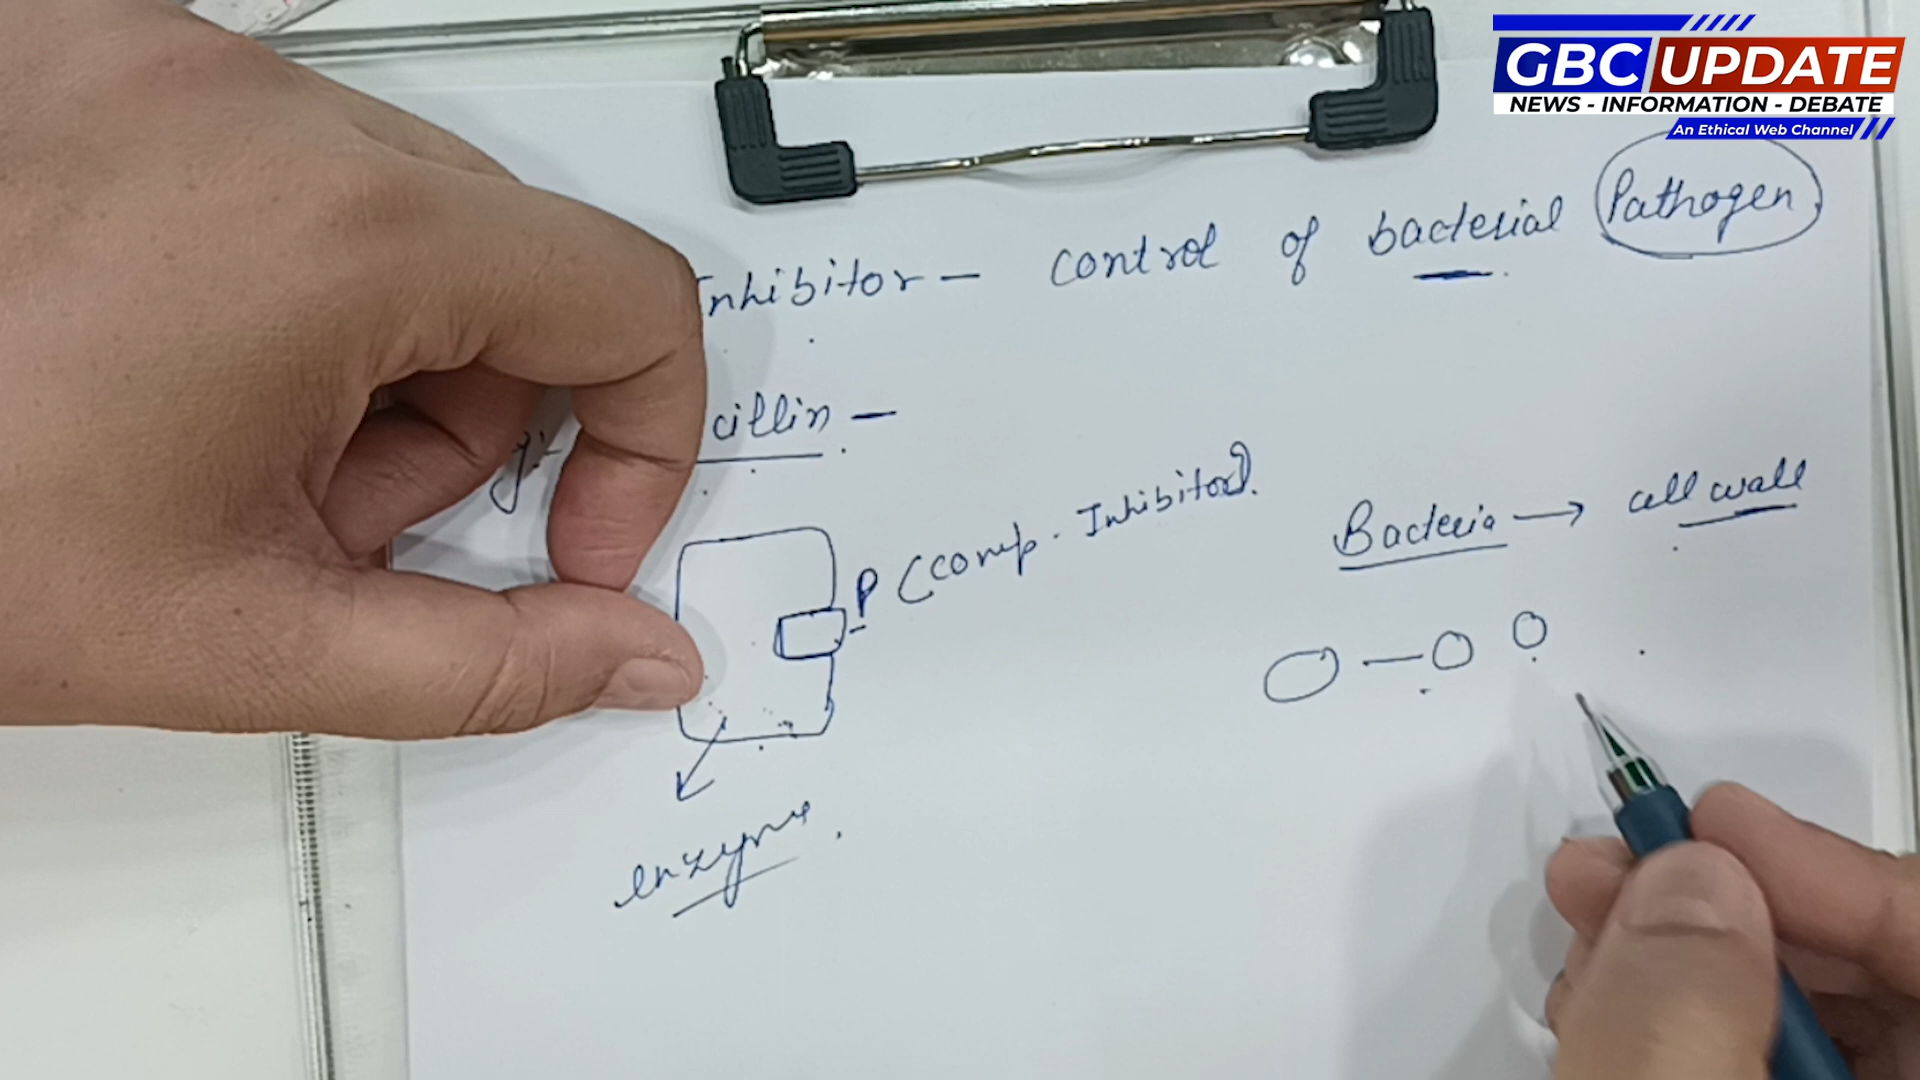 GBC UPDATE
NEWS - INFORMATION - DEBATE
An Ethical Web Channel
Inhibitor - control of bacterial Pathogen
g:- cillin -
P (comp. Inhibitor).
Bacteria → cell wall
enzyme